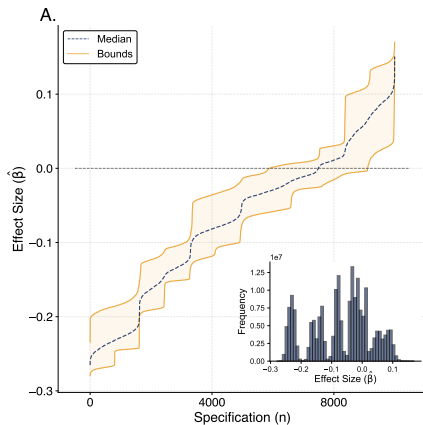 A.
Median
Bounds
Effect Size (β̂)
0.1
0.0
−0.1
−0.2
−0.3
0
4000
8000
Specification (n)
1e7
Frequency
1.25
1.00
0.75
0.50
0.25
0.00
−0.3 −0.2 −0.1 0.0 0.1
Effect Size (β̂)